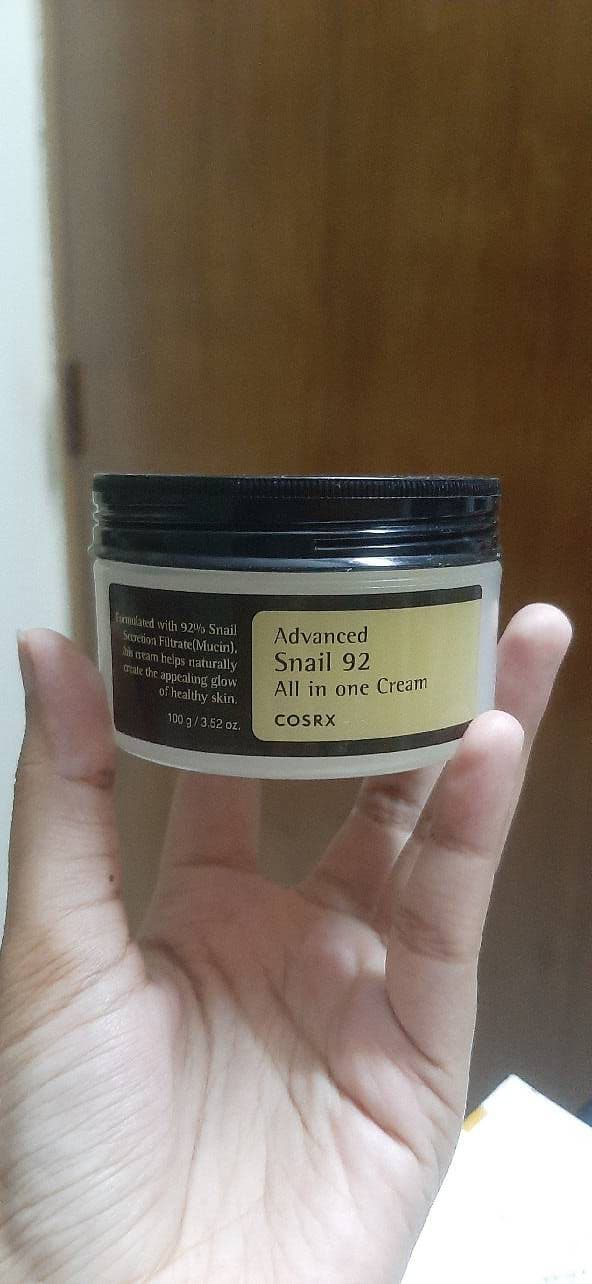 Formulated with 92% Snail
Secretion Filtrate(Mucin),
this cream helps naturally
create the appealing glow
of healthy skin.
100 g / 3.52 oz.
Advanced
Snail 92
All in one Cream
COSRX